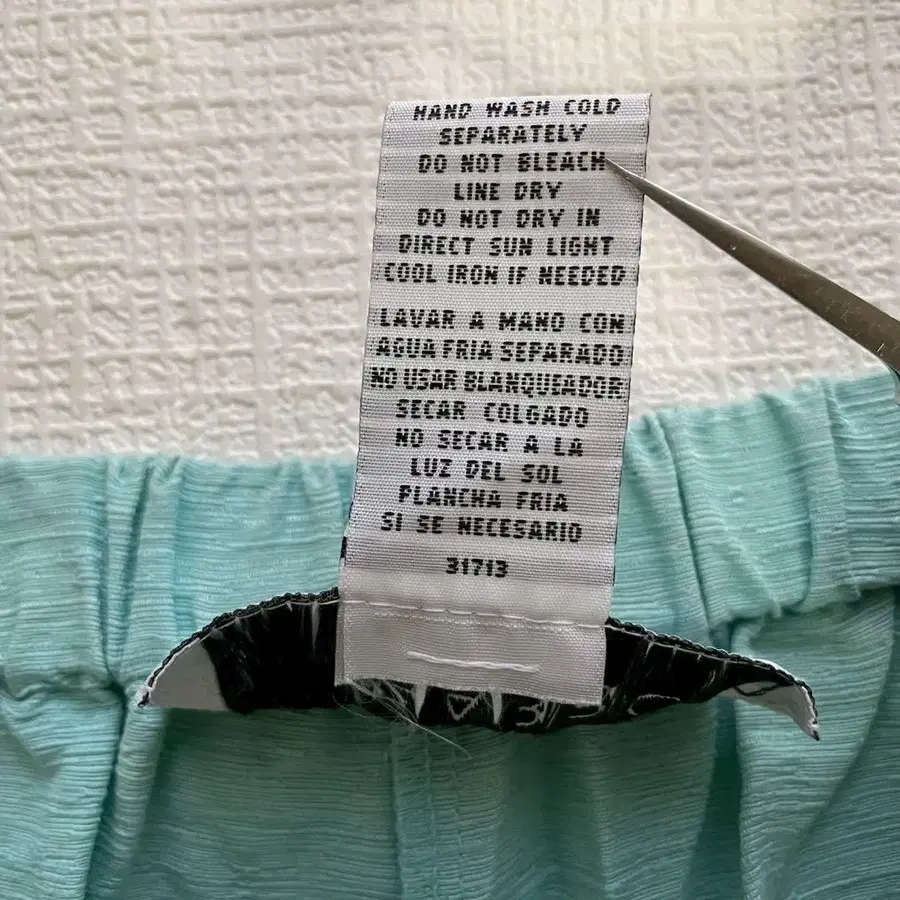 HAND WASH COLD
SEPARATELY
DO NOT BLEACH
LINE DRY
DO NOT DRY IN
DIRECT SUN LIGHT
COOL IRON IF NEEDED
LAVAR A MANO CON
AGUA FRIA SEPARADO
NO USAR BLANQUEADOR
SECAR COLGADO
NO SECAR A LA
LUZ DEL SOL
PLANCHA FRIA
SI SE NECESARIO
31713